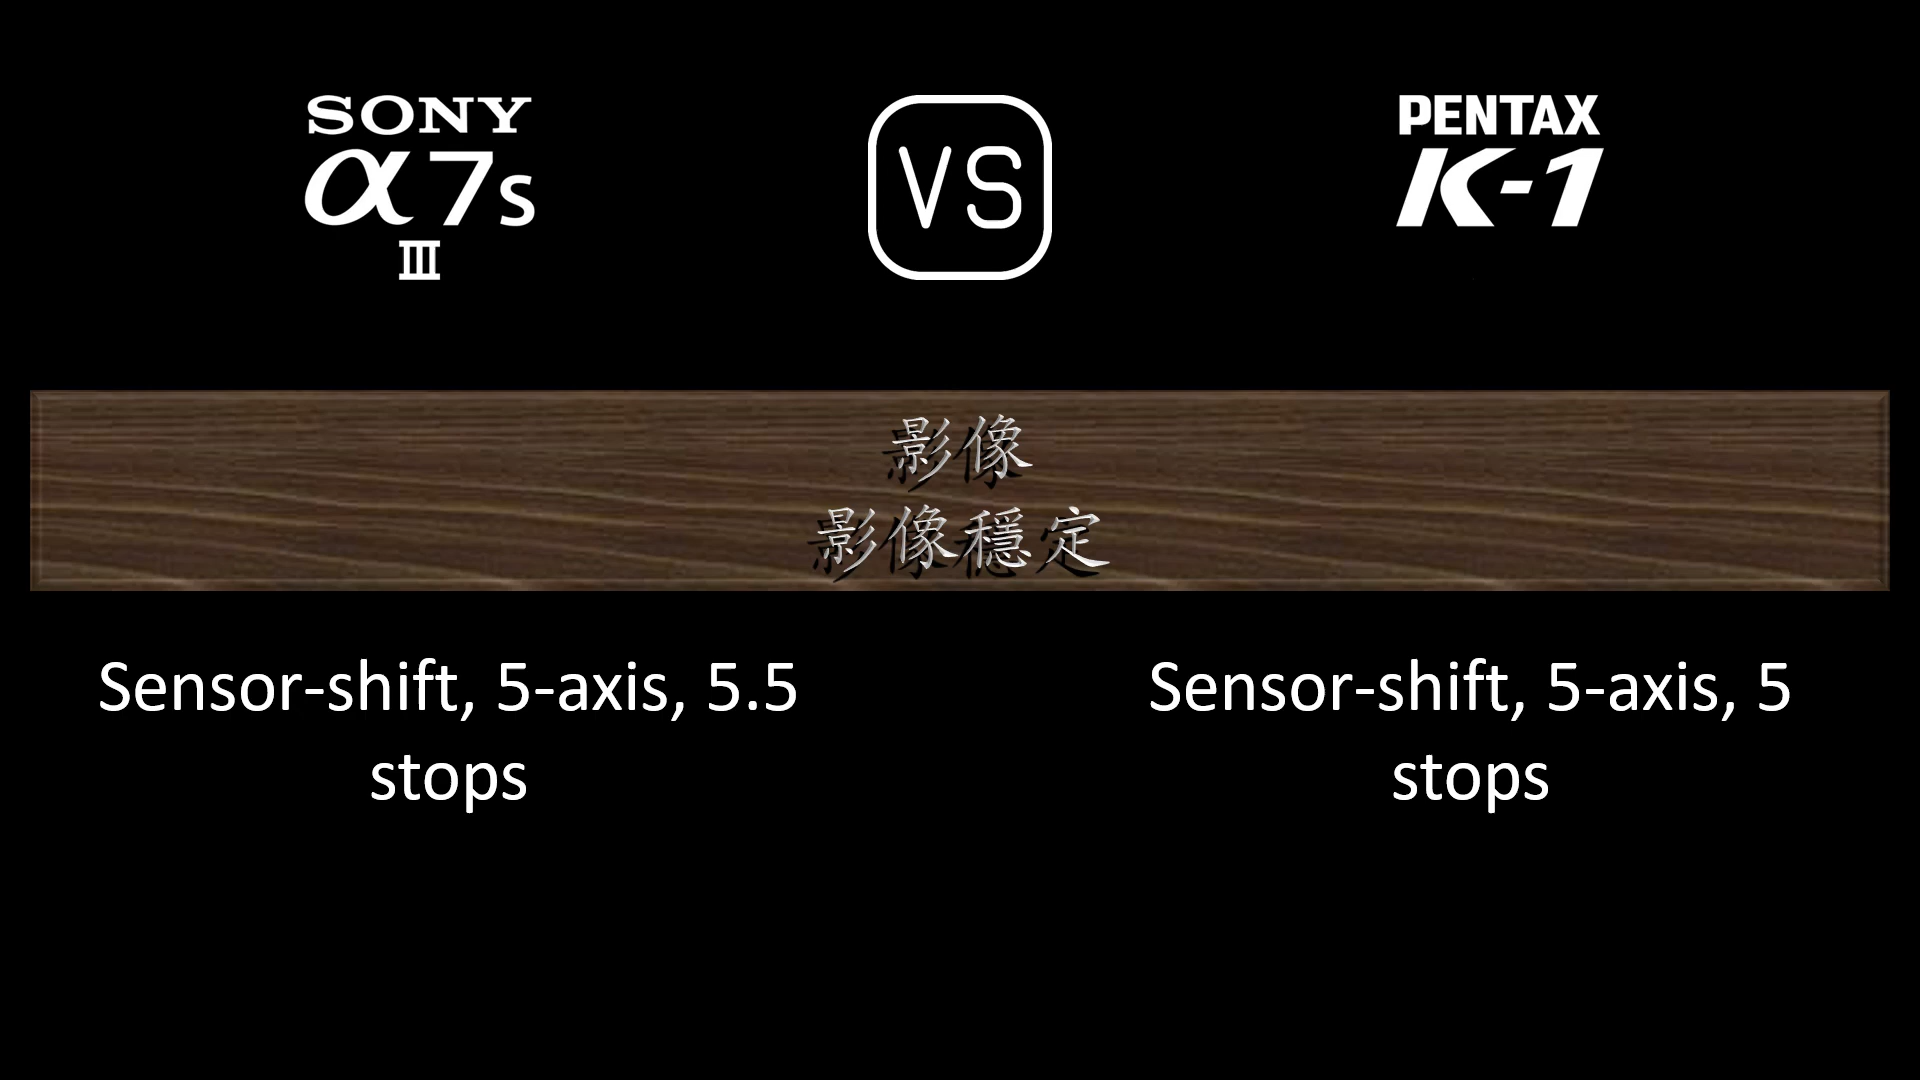 SONY
α7s
III
VS
PENTAX
K-1
影像
影像穩定
Sensor-shift, 5-axis, 5.5
stops
Sensor-shift, 5-axis, 5
stops